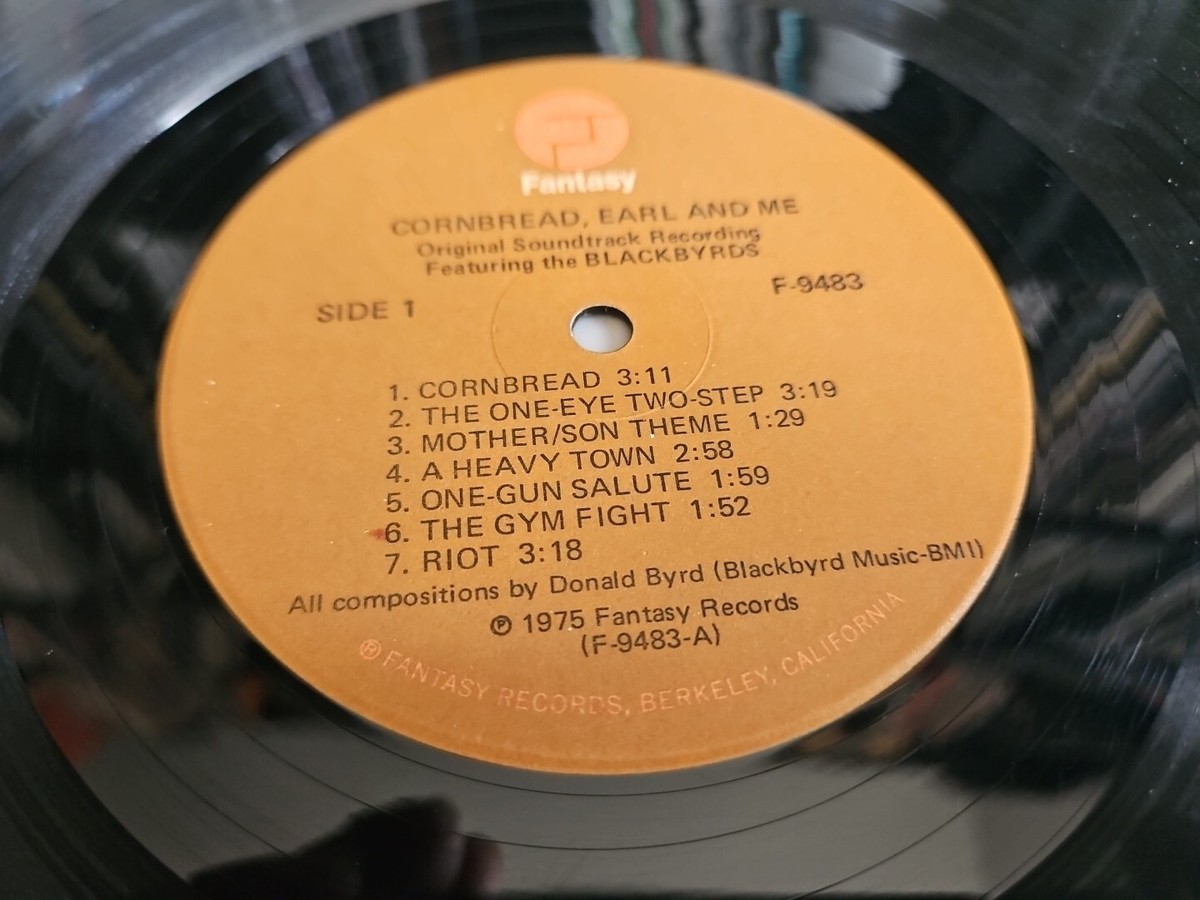 Fantasy
CORNBREAD, EARL AND ME
Original Soundtrack Recording
Featuring the BLACKBYRDS
SIDE 1
F-9483
1. CORNBREAD 3:11
2. THE ONE-EYE TWO-STEP 3:19
3. MOTHER/SON THEME 1:29
4. A HEAVY TOWN 2:58
5. ONE-GUN SALUTE 1:59
6. THE GYM FIGHT 1:52
7. RIOT 3:18
All compositions by Donald Byrd (Blackbyrd Music-BMI)
℗ 1975 Fantasy Records
(F-9483-A)
® FANTASY RECORDS, BERKELEY, CALIFORNIA